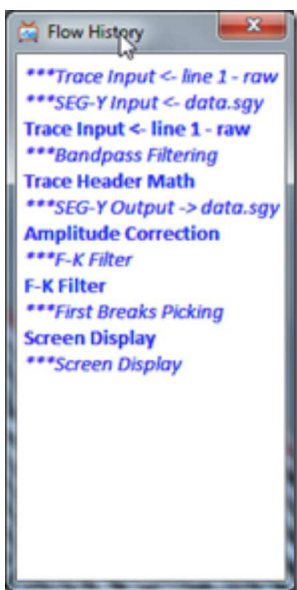 Flow History
***Trace Input <- line 1 - raw
***SEG-Y Input <- data.sgy
Trace Input <- line 1 - raw
***Bandpass Filtering
Trace Header Math
***SEG-Y Output -> data.sgy
Amplitude Correction
***F-K Filter
F-K Filter
***First Breaks Picking
Screen Display
***Screen Display